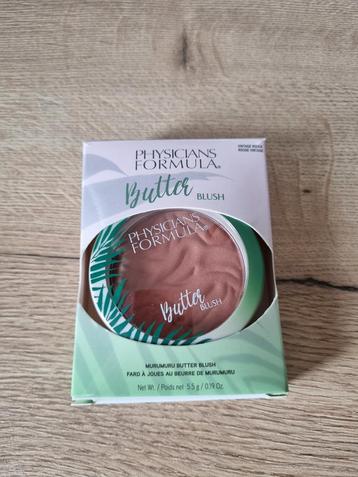 PHYSICIANS
FORMULA®
VINTAGE ROUGE
ROUGE VINTAGE
Butter BLUSH
PHYSICIANS
FORMULA®
Butter BLUSH
MURUMURU BUTTER BLUSH
FARD À JOUES AU BEURRE DE MURUMURU
Net Wt. / Poids net 5.5 g / 0.19 Oz.